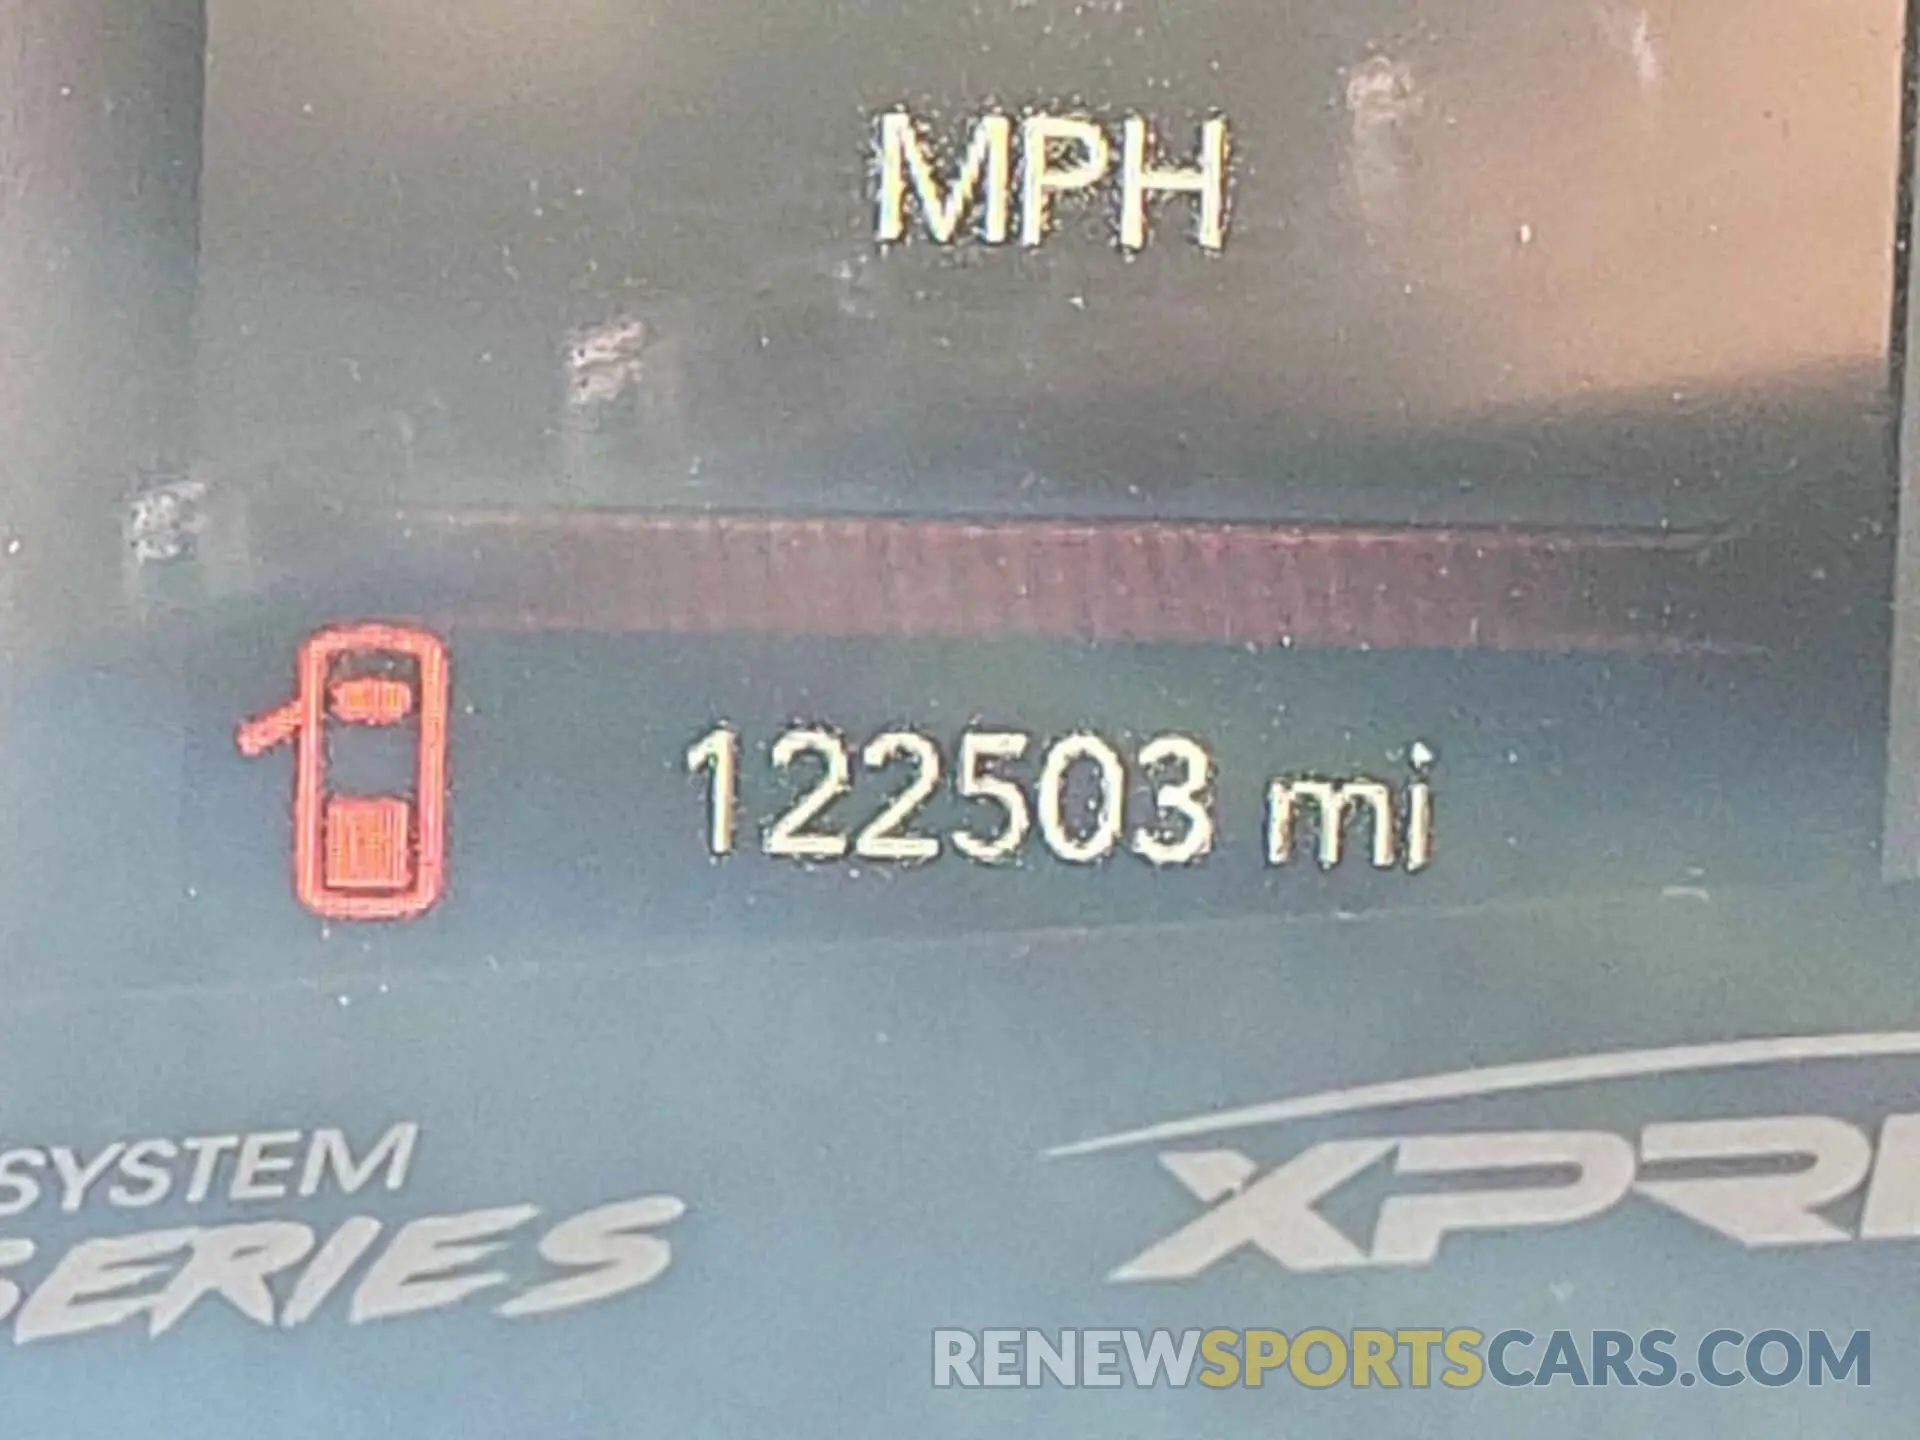 MPH
122503 mi
SYSTEM
SERIES
RENEWSPORTSCARS.COM